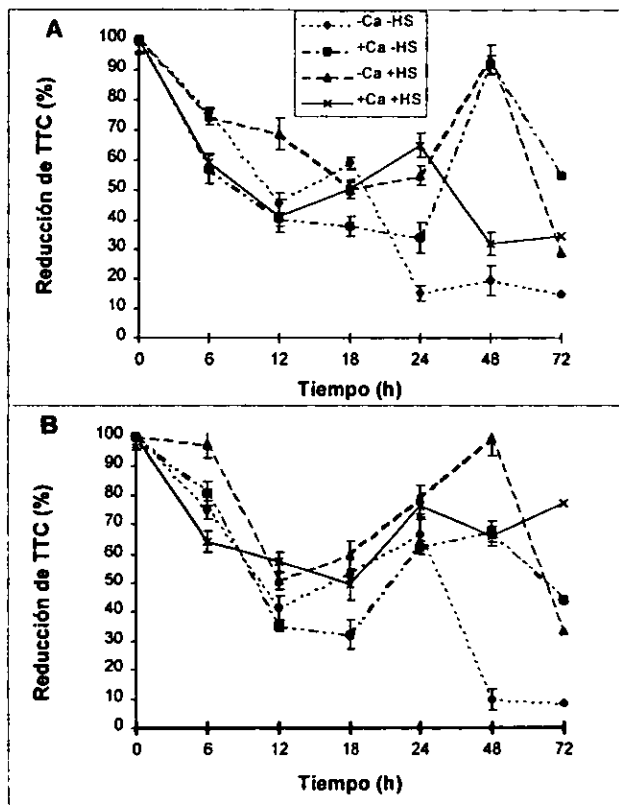 A
-Ca -HS
+Ca -HS
-Ca +HS
+Ca +HS
Reducción de TTC (%)
100
90
80
70
60
50
40
30
20
10
0
0 6 12 18 24 48 72
Tiempo (h)
B
Reducción de TTC (%)
100
90
80
70
60
50
40
30
20
10
0
0 6 12 18 24 48 72
Tiempo (h)